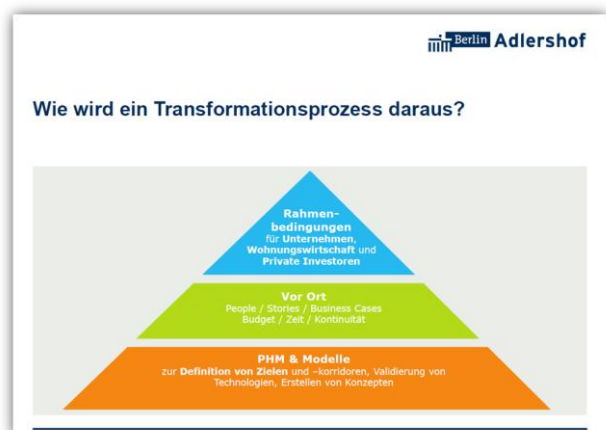 Berlin Adlershof
Wie wird ein Transformationsprozess daraus?
Rahmen-
bedingungen
für Unternehmen,
Wohnungswirtschaft und
Private Investoren
Vor Ort
People / Stories / Business Cases
Budget / Zeit / Kontinuität
PHM & Modelle
zur Definition von Zielen und –korridoren, Validierung von
Technologien, Erstellen von Konzepten